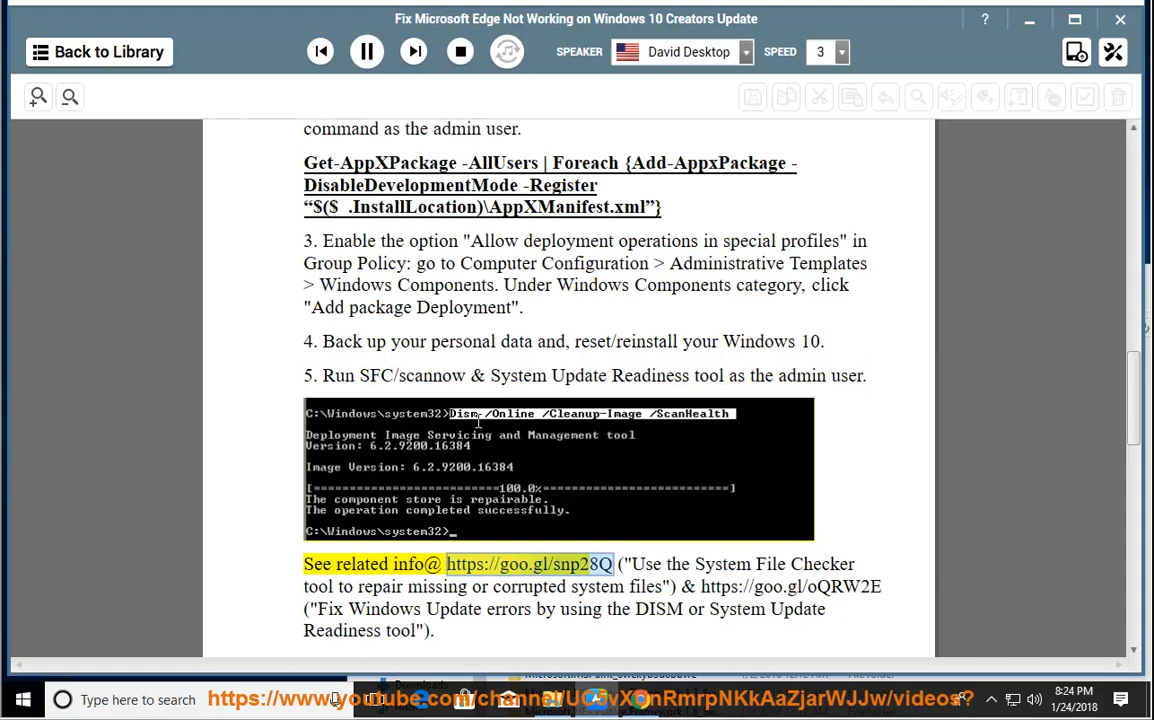 Fix Microsoft Edge Not Working on Windows 10 Creators Update
?
Back to Library
SPEAKER David Desktop SPEED 3
command as the admin user.
Get-AppXPackage -AllUsers | Foreach {Add-AppxPackage -
DisableDevelopmentMode -Register
“$($_.InstallLocation)\AppXManifest.xml”}
3. Enable the option "Allow deployment operations in special profiles" in
Group Policy: go to Computer Configuration > Administrative Templates
> Windows Components. Under Windows Components category, click
"Add package Deployment".
4. Back up your personal data and, reset/reinstall your Windows 10.
5. Run SFC/scannow & System Update Readiness tool as the admin user.
C:\Windows\system32>Dism /Online /Cleanup-Image /ScanHealth
Deployment Image Servicing and Management tool
Version: 6.2.9200.16384
Image Version: 6.2.9200.16384
[==========================100.0%==========================]
The component store is repairable.
The operation completed successfully.
C:\Windows\system32>_
See related info@ https://goo.gl/snp28Q ("Use the System File Checker
tool to repair missing or corrupted system files") & https://goo.gl/oQRW2E
("Fix Windows Update errors by using the DISM or System Update
Readiness tool").
Downloads
Type here to search
8:24 PM
1/24/2018